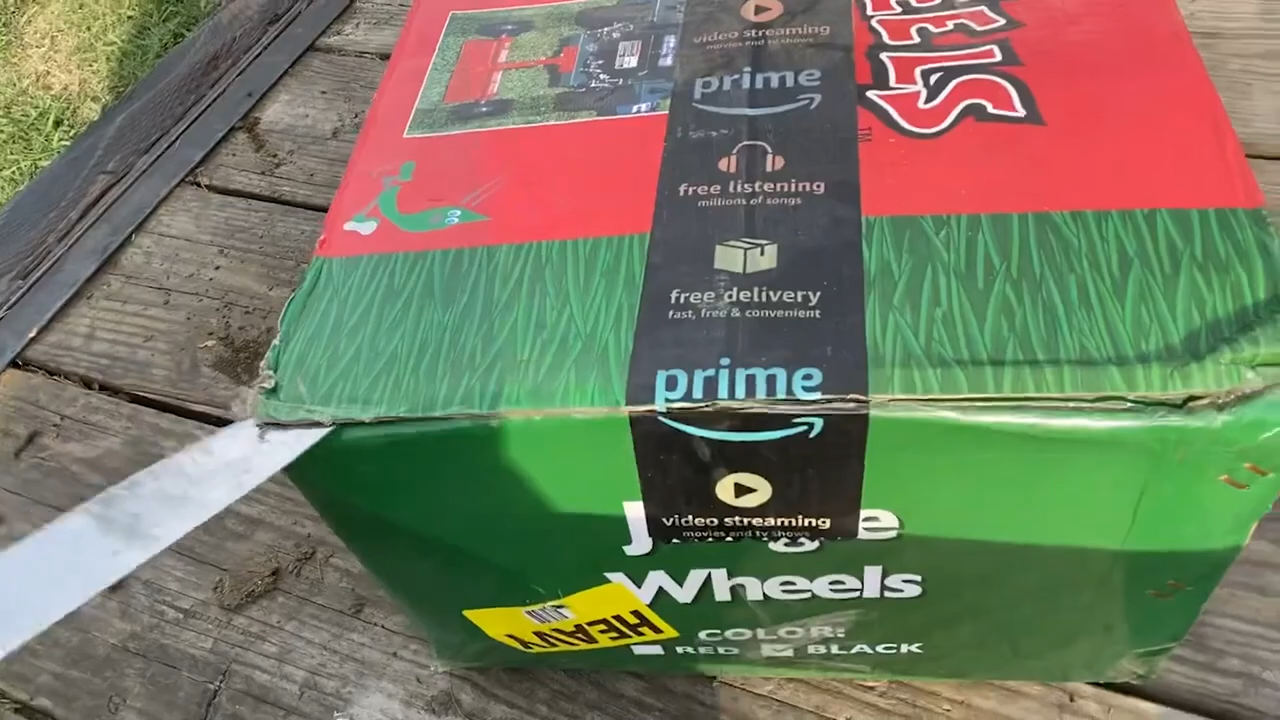 video streaming
movies and tv shows
prime
free listening
millions of songs
free delivery
fast, free & convenient
prime
video streaming
movies and tv shows
Wheels
HEAVY
COLOR:
RED BLACK
TM